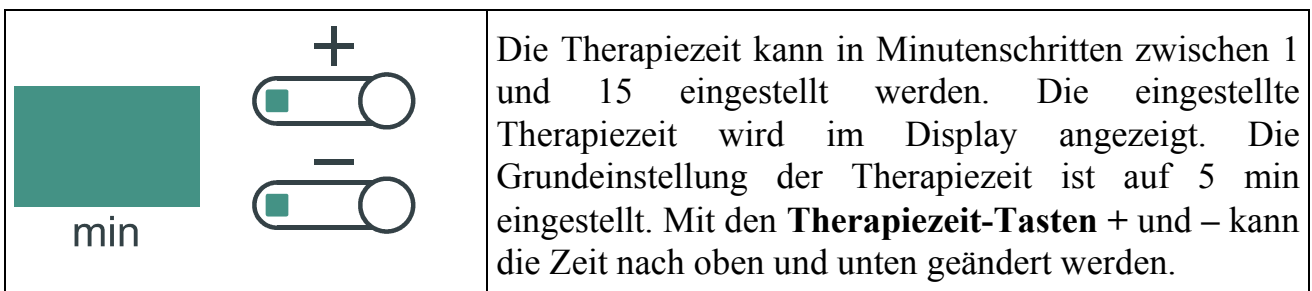 +
–
min
Die Therapiezeit kann in Minutenschritten zwischen 1
und 15 eingestellt werden. Die eingestellte
Therapiezeit wird im Display angezeigt. Die
Grundeinstellung der Therapiezeit ist auf 5 min
eingestellt. Mit den Therapiezeit-Tasten + und – kann
die Zeit nach oben und unten geändert werden.